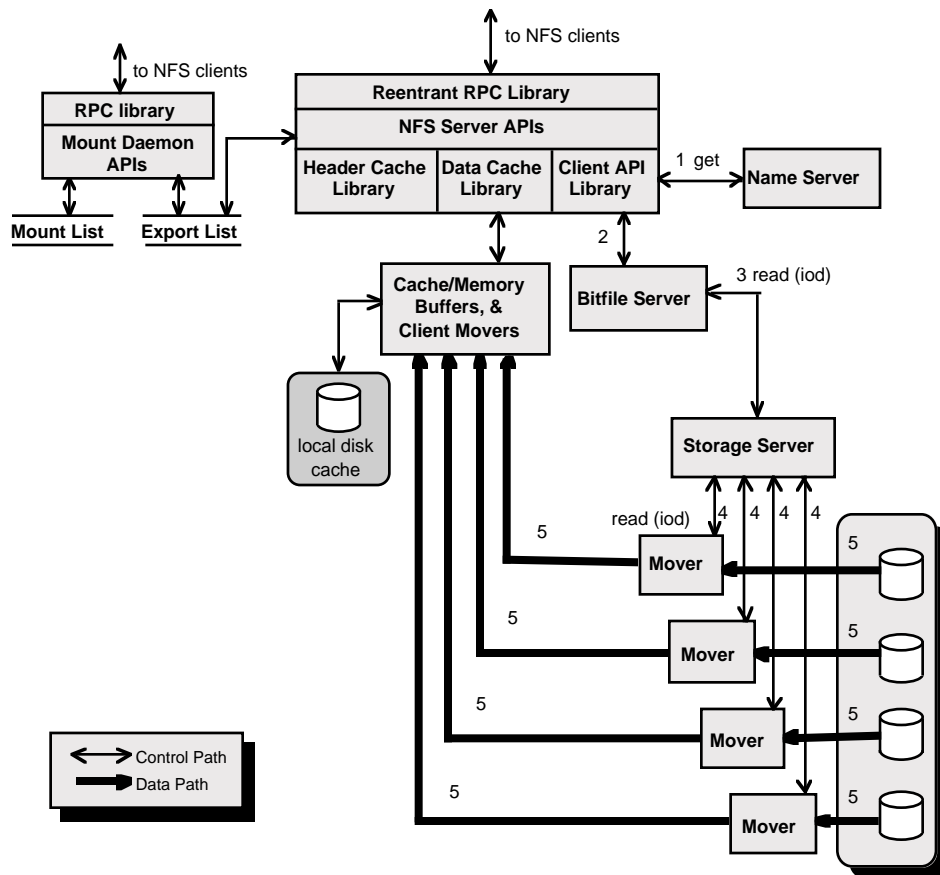 to NFS clients
to NFS clients
RPC library
Mount Daemon
APIs
Mount List
Export List
Reentrant RPC Library
NFS Server APIs
Header Cache
Library
Data Cache
Library
Client API
Library
1 get
Name Server
2
Cache/Memory
Buffers, &
Client Movers
Bitfile Server
3 read (iod)
local disk
cache
Storage Server
read (iod)
4
4
4
4
5
Mover
5
5
Mover
5
5
Mover
5
5
Mover
5
Control Path
Data Path